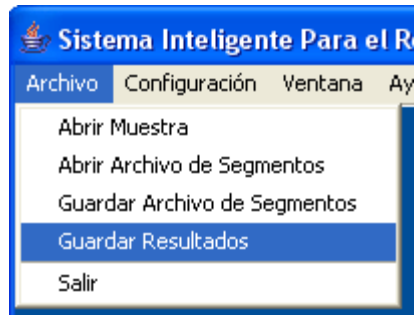 Sistema Inteligente Para el
Archivo Configuración Ventana
Abrir Muestra
Abrir Archivo de Segmentos
Guardar Archivo de Segmentos
Guardar Resultados
Salir